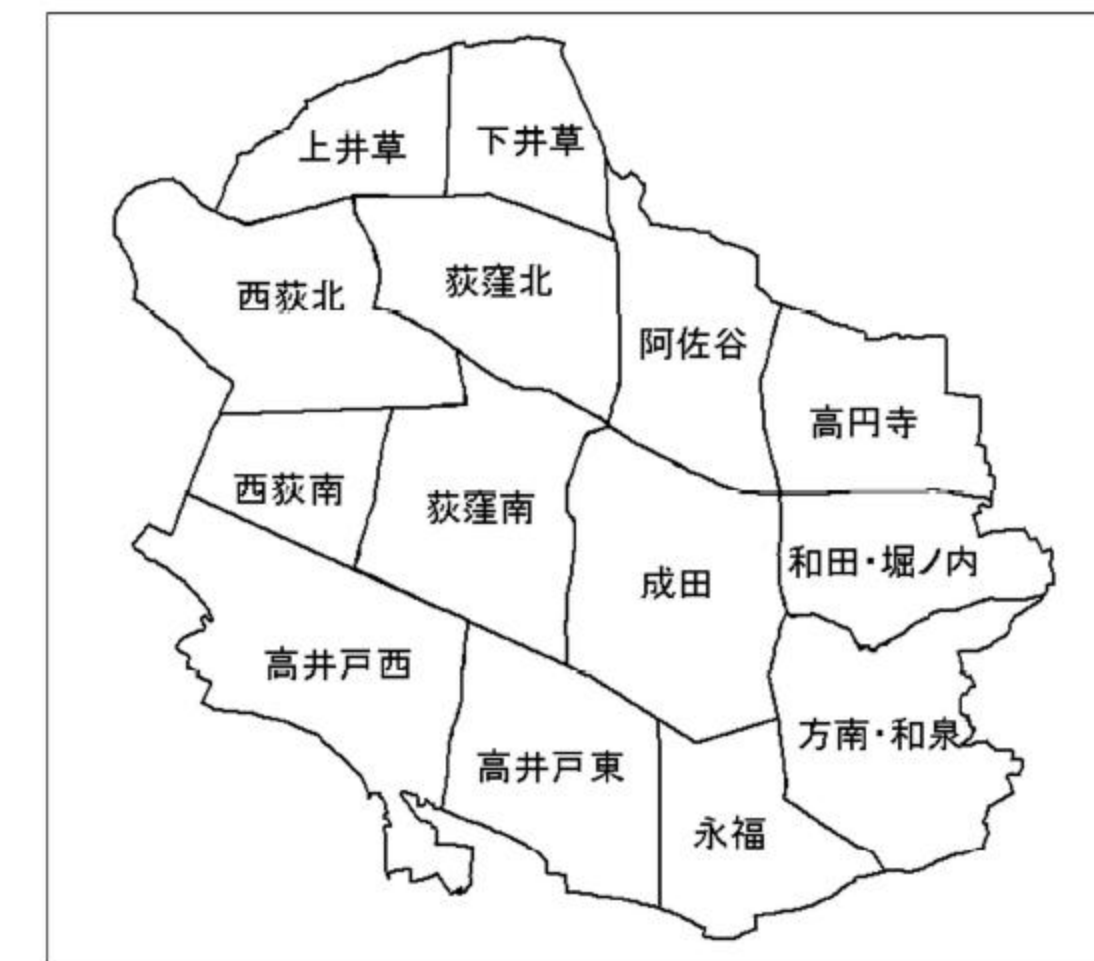 上井草
下井草
西荻北
荻窪北
阿佐谷
高円寺
西荻南
荻窪南
成田
和田・堀ノ内
高井戸西
高井戸東
方南・和泉
永福